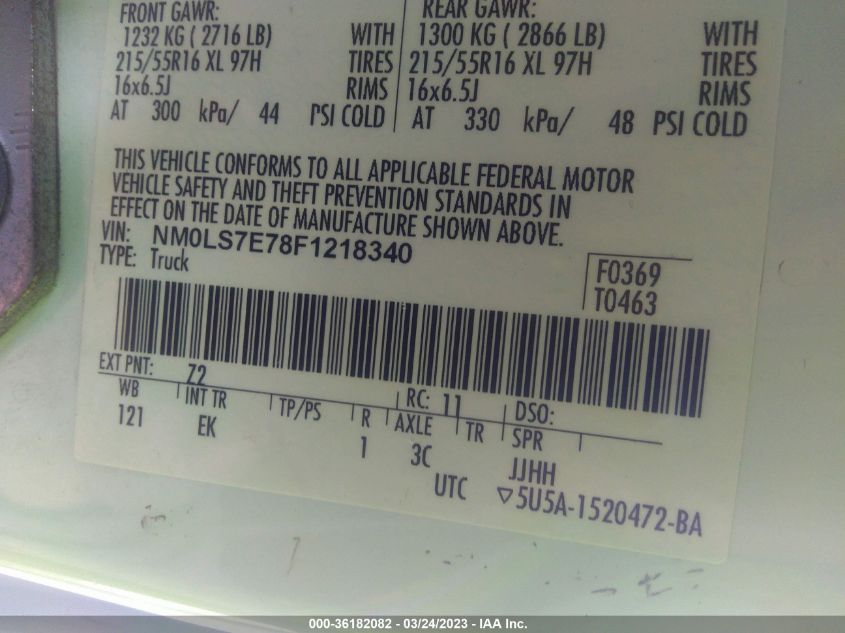 FRONT GAWR: REAR GAWR:
1232 KG ( 2716 LB) WITH 1300 KG ( 2866 LB) WITH
215/55R16 XL 97H TIRES 215/55R16 XL 97H TIRES
16x6.5J RIMS 16x6.5J RIMS
AT 300 kPa/ 44 PSI COLD AT 330 kPa/ 48 PSI COLD
THIS VEHICLE CONFORMS TO ALL APPLICABLE FEDERAL MOTOR
VEHICLE SAFETY AND THEFT PREVENTION STANDARDS IN
EFFECT ON THE DATE OF MANUFACTURE SHOWN ABOVE.
VIN: NM0LS7E78F1218340
TYPE: Truck
F0369
T0463
EXT PNT: Z2 RC: 11 DSO:
WB INT TR TP/PS R AXLE TR SPR
121 EK 1 3C JJHH
UTC ▽5U5A-1520472-BA
000-36182082 - 03/24/2023 - IAA Inc.